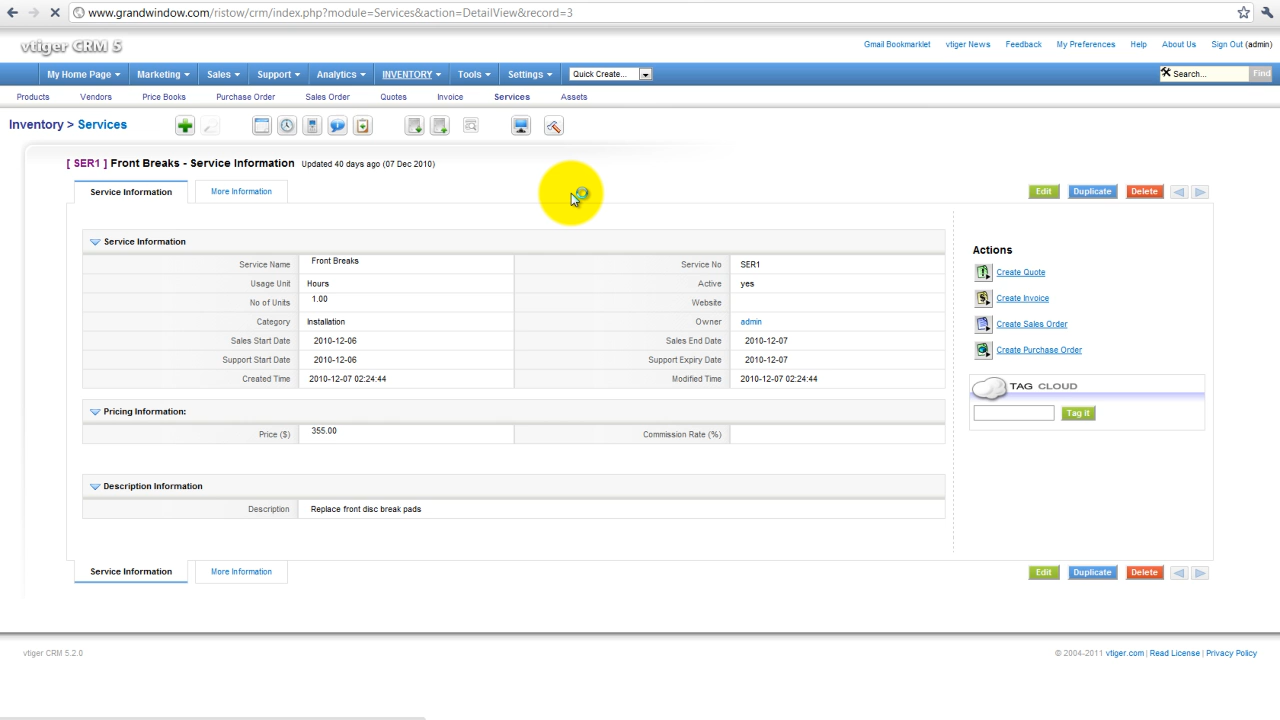 www.grandwindow.com/ristow/crm/index.php?module=Services&action=DetailView&record=3
vtiger CRM 5
Gmail Bookmarklet vtiger News Feedback My Preferences Help About Us Sign Out (admin)
My Home Page Marketing Sales Support Analytics INVENTORY Tools Settings Quick Create... Search... Find
Products Vendors Price Books Purchase Order Sales Order Quotes Invoice Services Assets
Inventory > Services
[ SER1 ] Front Breaks - Service Information Updated 40 days ago (07 Dec 2010)
Service Information More Information Edit Duplicate Delete
Service Information
Service Name Front Breaks Service No SER1
Usage Unit Hours Active yes
No of Units 1.00 Website
Category Installation Owner admin
Sales Start Date 2010-12-06 Sales End Date 2010-12-07
Support Start Date 2010-12-06 Support Expiry Date 2010-12-07
Created Time 2010-12-07 02:24:44 Modified Time 2010-12-07 02:24:44
Pricing Information:
Price ($) 355.00 Commission Rate (%)
Description Information
Description Replace front disc break pads
Actions
Create Quote
Create Invoice
Create Sales Order
Create Purchase Order
TAG CLOUD
Tag it
Service Information More Information Edit Duplicate Delete
vtiger CRM 5.2.0 © 2004-2011 vtiger.com | Read License | Privacy Policy